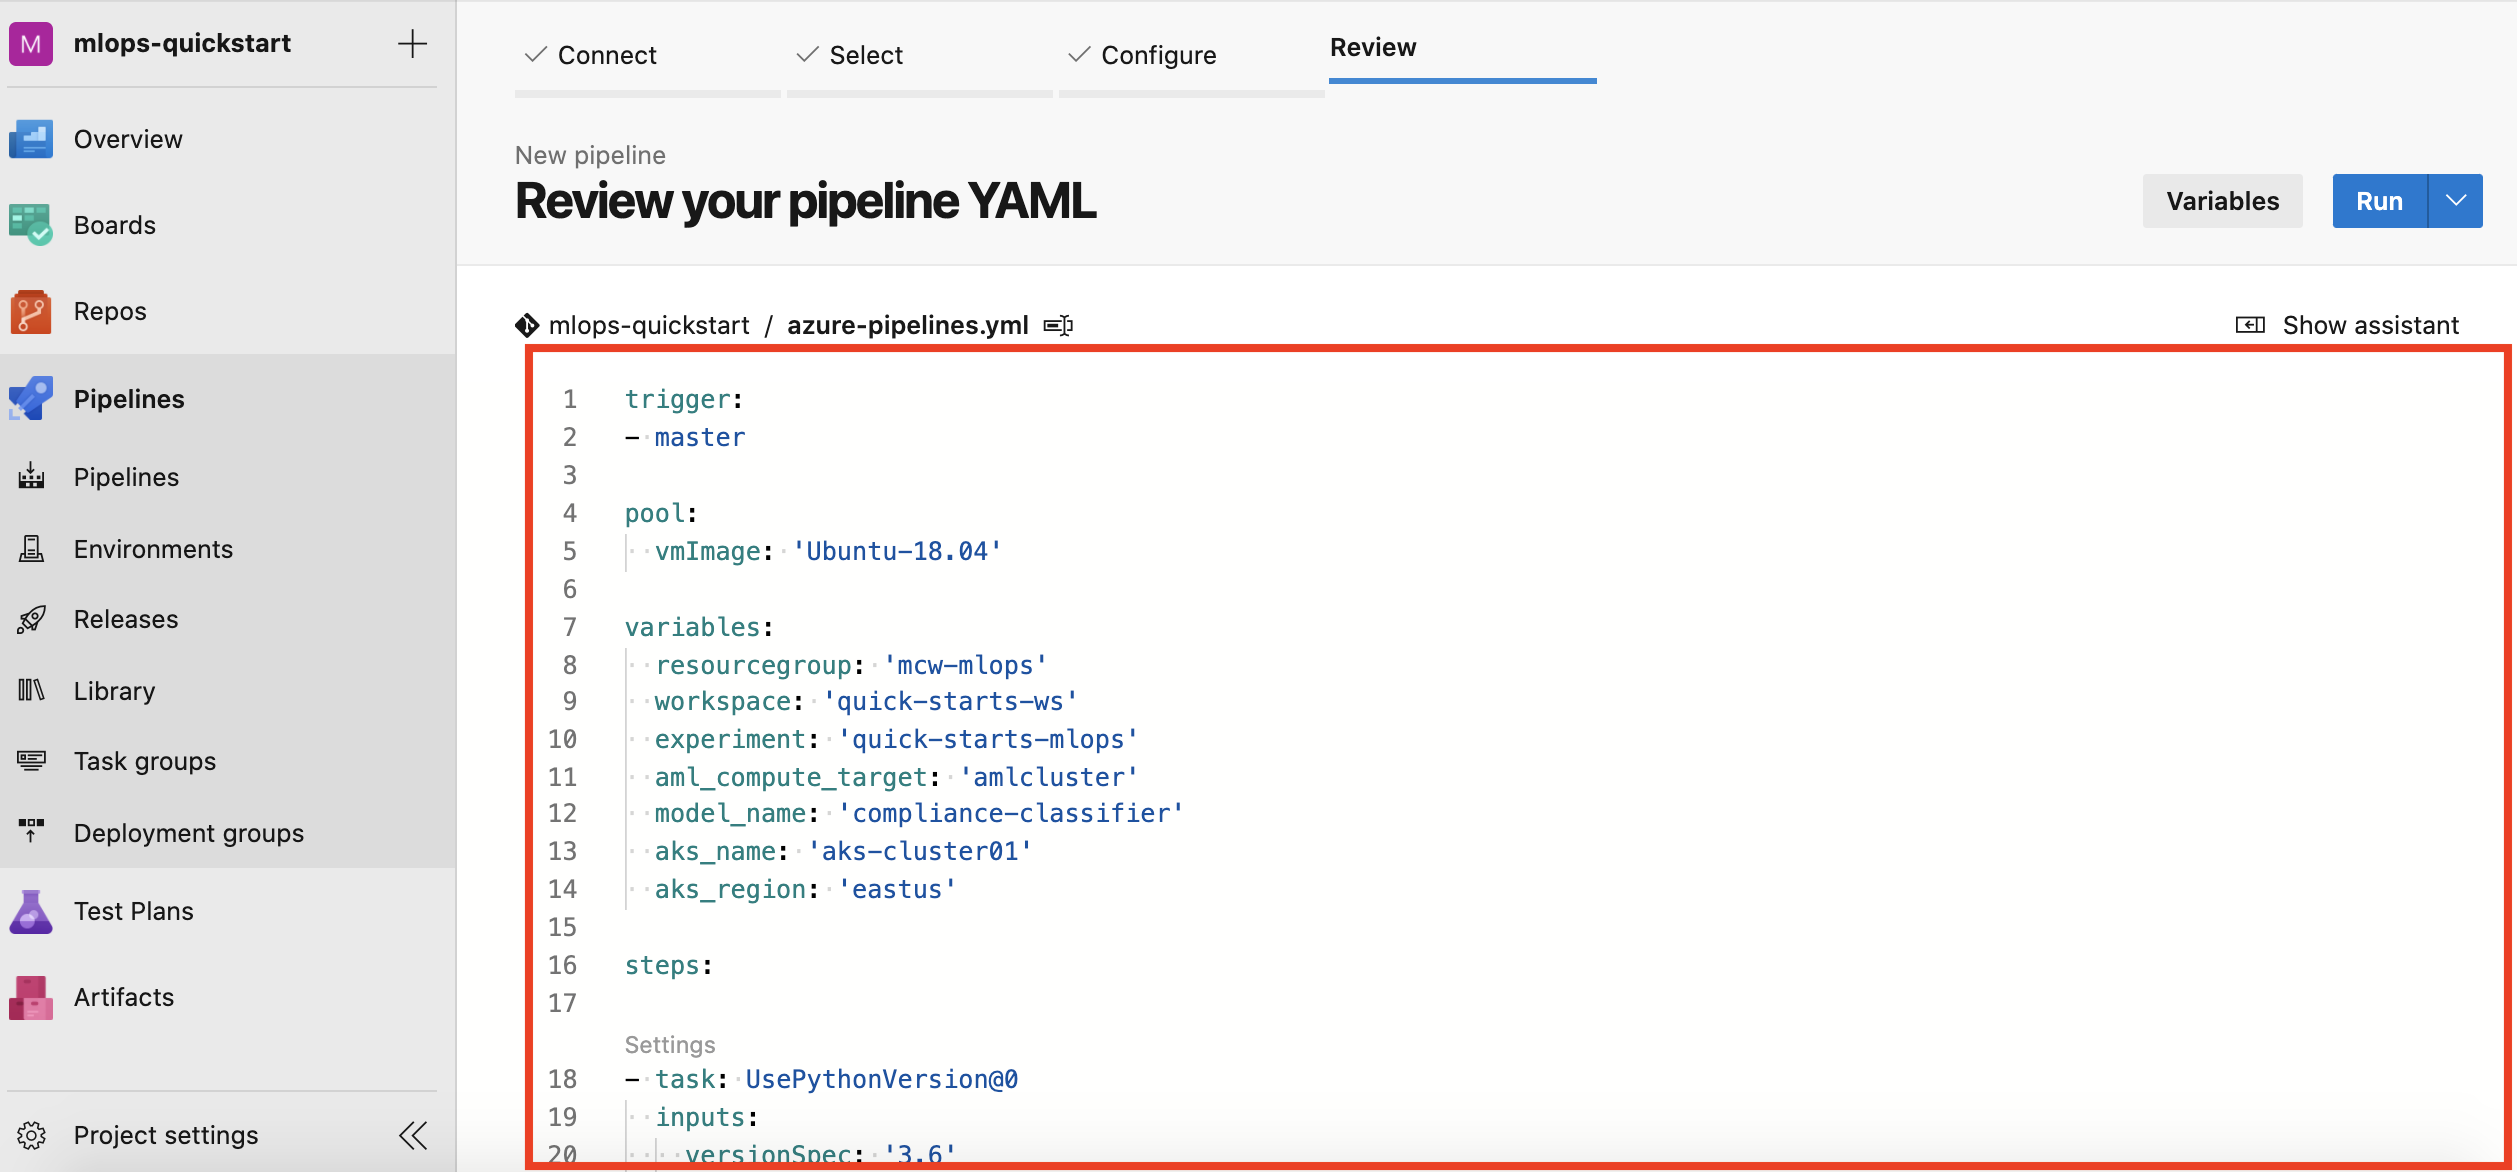 M mlops-quickstart
Overview
Boards
Repos
Pipelines
Pipelines
Environments
Releases
Library
Task groups
Deployment groups
Test Plans
Artifacts
Project settings
Connect
Select
Configure
Review
New pipeline
Review your pipeline YAML
Variables
Run
mlops-quickstart / azure-pipelines.yml
Show assistant
1 trigger:
2 - master
3
4 pool:
5   vmImage: 'Ubuntu-18.04'
6
7 variables:
8   resourcegroup: 'mcw-mlops'
9   workspace: 'quick-starts-ws'
10   experiment: 'quick-starts-mlops'
11   aml_compute_target: 'amlcluster'
12   model_name: 'compliance-classifier'
13   aks_name: 'aks-cluster01'
14   aks_region: 'eastus'
15
16 steps:
17
Settings
18 - task: UsePythonVersion@0
19   inputs:
20     versionSpec: '3.6'